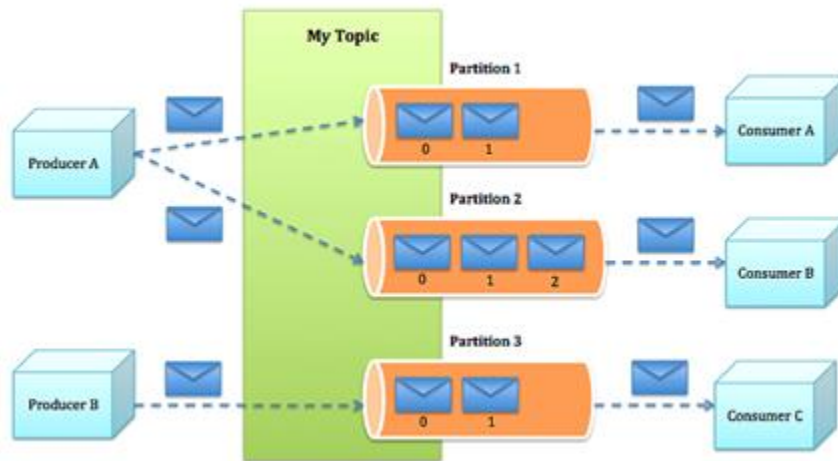 My Topic
Partition 1
Producer A
0 1
Consumer A
Partition 2
0 1 2
Consumer B
Partition 3
Producer B
0 1
Consumer C